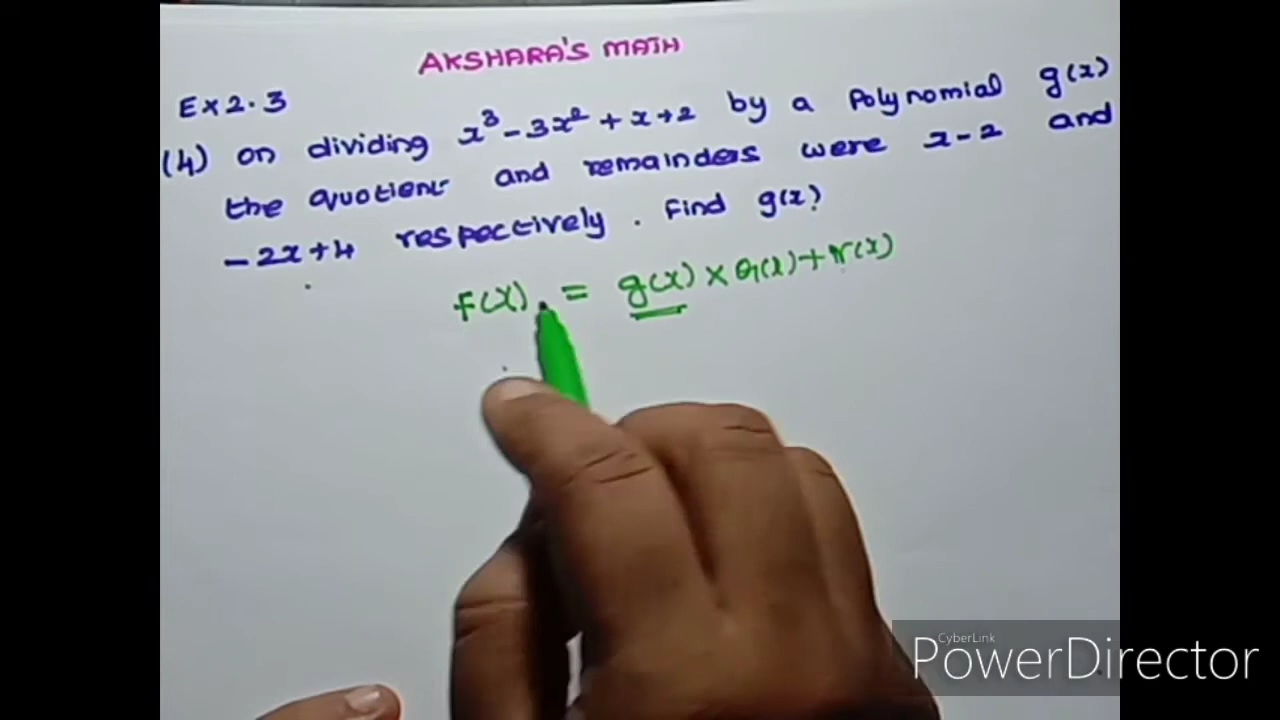 AKSHARA'S MATH
Ex 2.3
(4) on dividing x³-3x²+x+2 by a polynomial g(x)
the quotient and remainders were x-2 and
-2x+4 respectively. Find g(x)?
f(x) = g(x) × q(x) + r(x)
CyberLink
PowerDirector